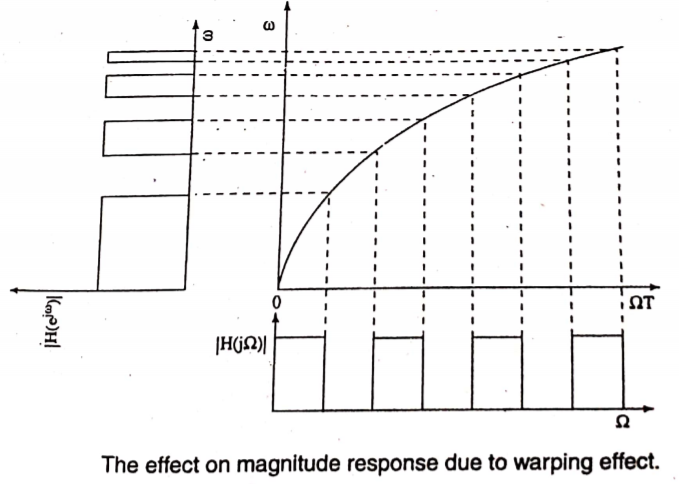 ω
ω
0
ΩT
|H(e^jω)|
|H(jΩ)|
Ω
The effect on magnitude response due to warping effect.